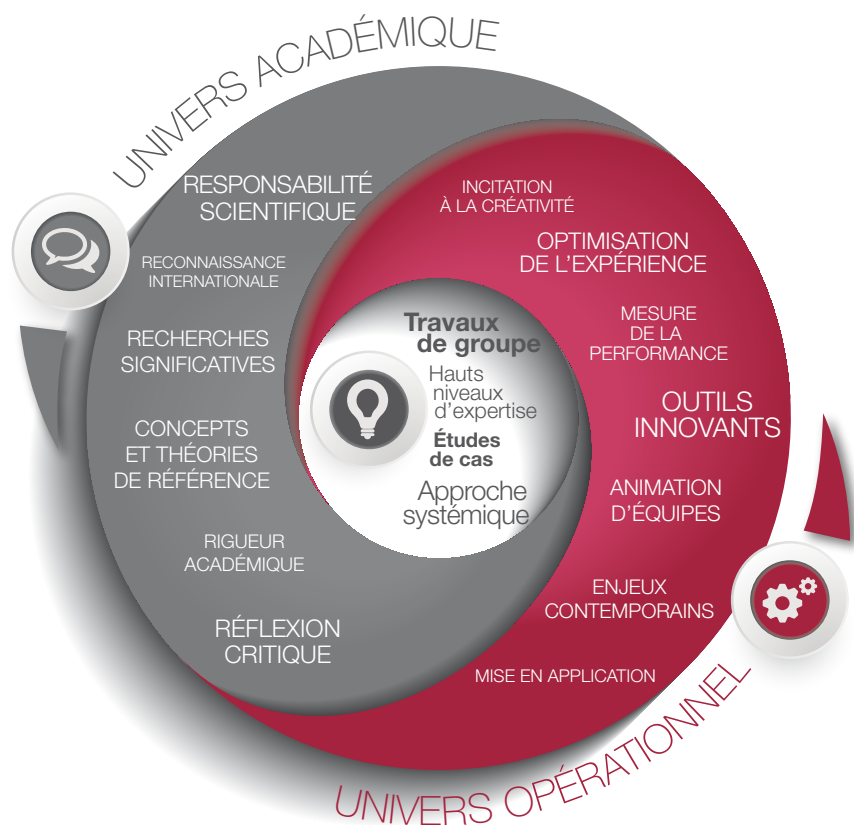 UNIVERS ACADÉMIQUE
RESPONSABILITÉ
SCIENTIFIQUE
RECONNAISSANCE
INTERNATIONALE
RECHERCHES
SIGNIFICATIVES
CONCEPTS
ET THÉORIES
DE RÉFÉRENCE
RIGUEUR
ACADÉMIQUE
RÉFLEXION
CRITIQUE
Travaux
de groupe
Hauts
niveaux
d'expertise
Études
de cas
Approche
systémique
INCITATION
À LA CRÉATIVITÉ
OPTIMISATION
DE L'EXPÉRIENCE
MESURE
DE LA
PERFORMANCE
OUTILS
INNOVANTS
ANIMATION
D'ÉQUIPES
ENJEUX
CONTEMPORAINS
MISE EN APPLICATION
UNIVERS OPÉRATIONNEL